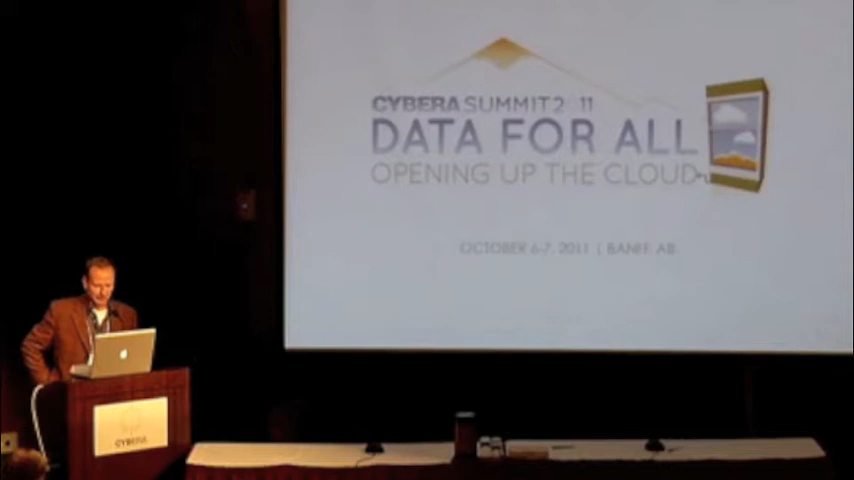 CYBERA SUMMIT 2011
DATA FOR ALL
OPENING UP THE CLOUD
OCTOBER 6-7, 2011 | BANFF, AB
CYBERA